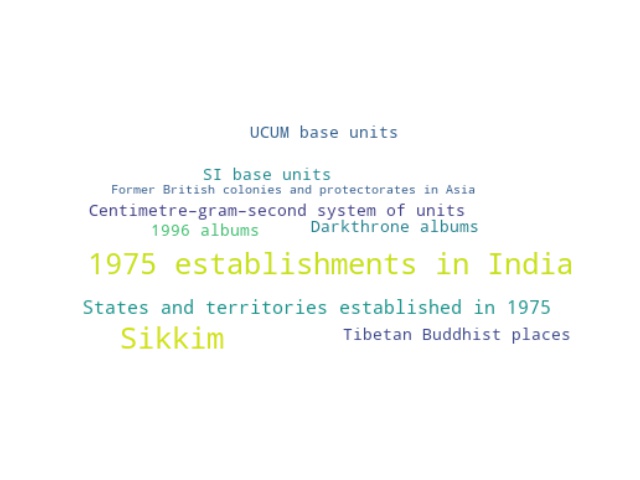 UCUM base units
SI base units
Former British colonies and protectorates in Asia
Centimetre–gram–second system of units
1996 albums
Darkthrone albums
1975 establishments in India
States and territories established in 1975
Sikkim
Tibetan Buddhist places